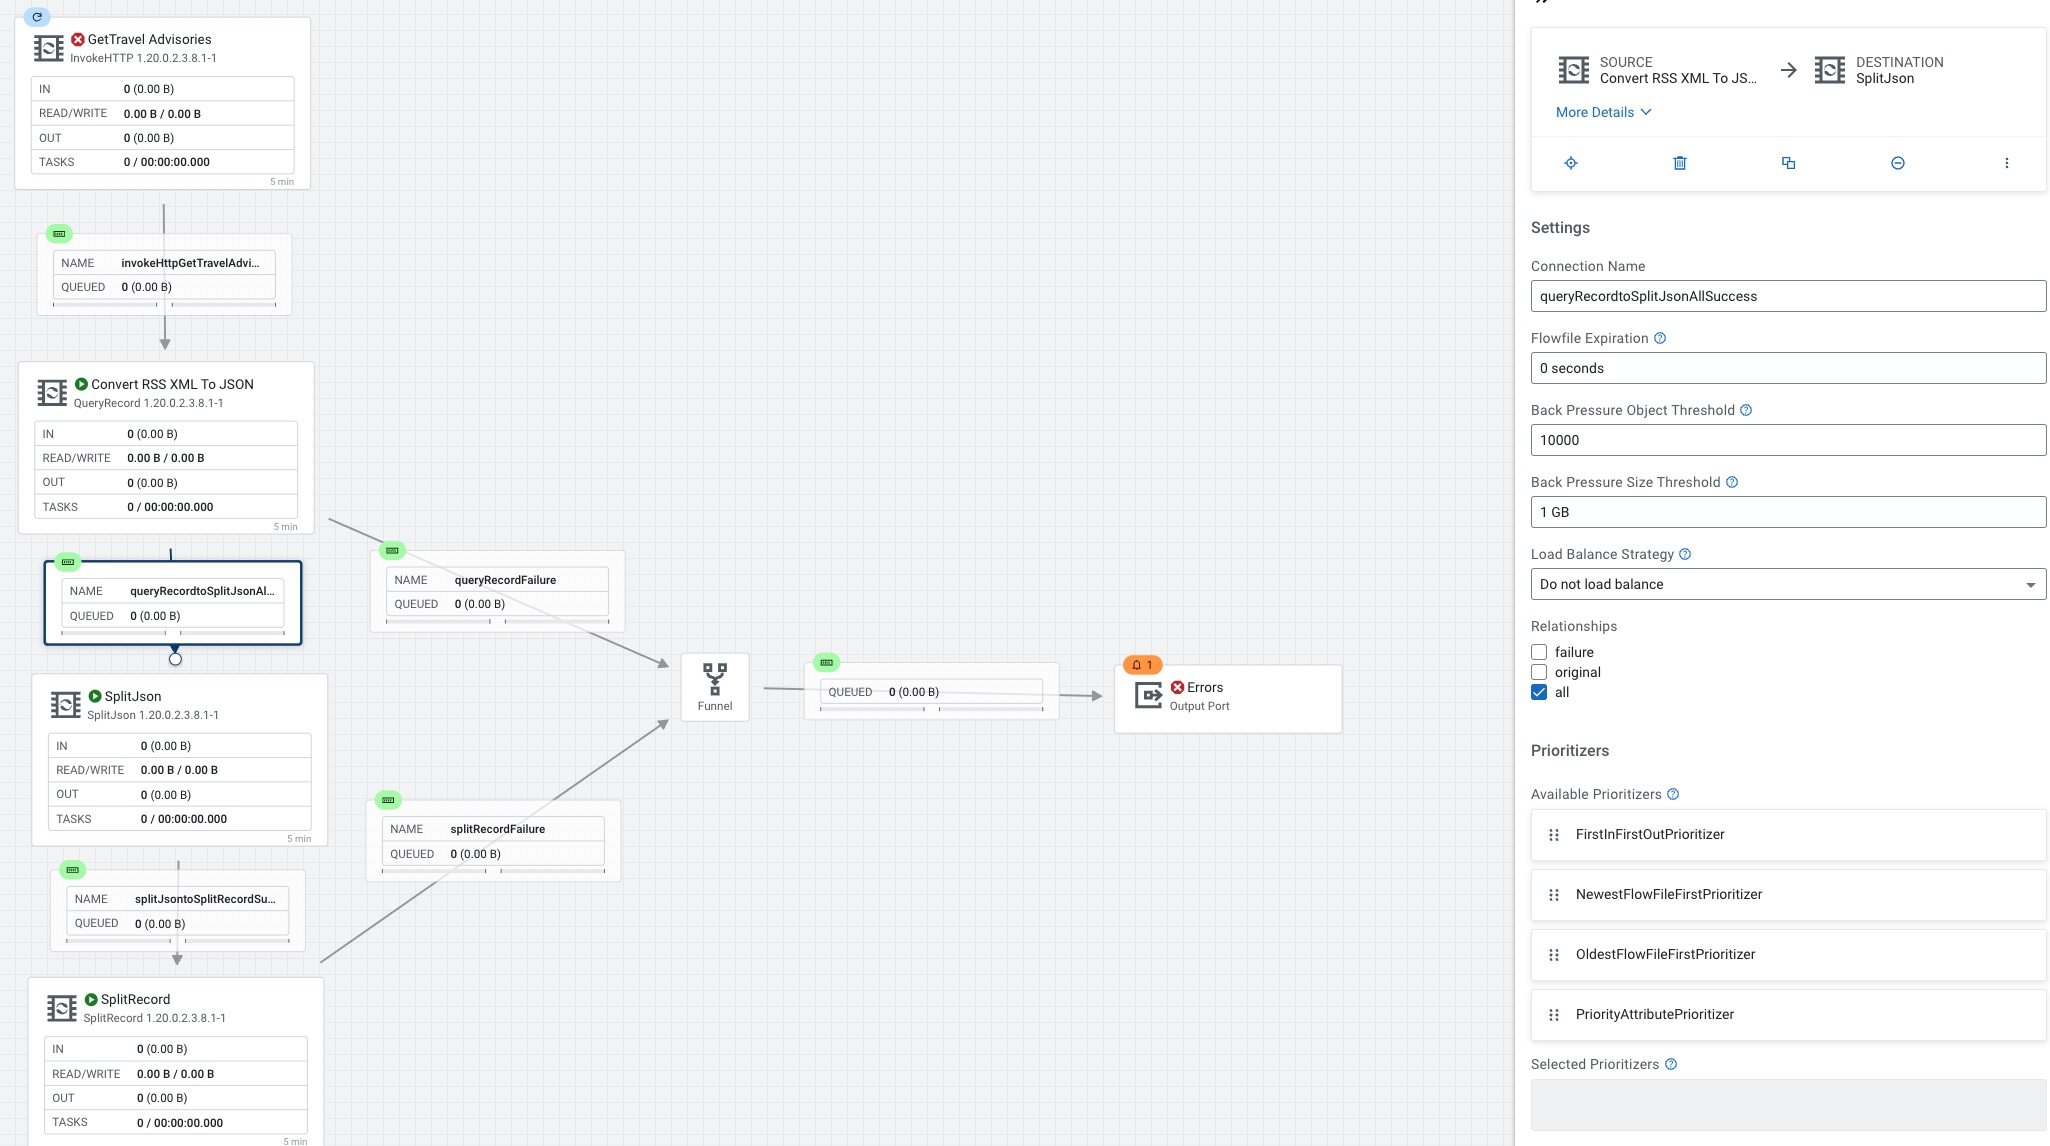 GetTravel Advisories
InvokeHTTP 1.20.0.2.3.8.1-1
IN 0 (0.00 B)
READ/WRITE 0.00 B / 0.00 B
OUT 0 (0.00 B)
TASKS 0 / 00:00:00.000
5 min
NAME invokeHttpGetTravelAdvi...
QUEUED 0 (0.00 B)
Convert RSS XML To JSON
QueryRecord 1.20.0.2.3.8.1-1
IN 0 (0.00 B)
READ/WRITE 0.00 B / 0.00 B
OUT 0 (0.00 B)
TASKS 0 / 00:00:00.000
5 min
NAME queryRecordtoSplitJsonAl...
QUEUED 0 (0.00 B)
NAME queryRecordFailure
QUEUED 0 (0.00 B)
SplitJson
SplitJson 1.20.0.2.3.8.1-1
IN 0 (0.00 B)
READ/WRITE 0.00 B / 0.00 B
OUT 0 (0.00 B)
TASKS 0 / 00:00:00.000
5 min
Funnel
QUEUED 0 (0.00 B)
1
Errors
Output Port
NAME splitRecordFailure
QUEUED 0 (0.00 B)
NAME splitJsontoSplitRecordSu...
QUEUED 0 (0.00 B)
SplitRecord
SplitRecord 1.20.0.2.3.8.1-1
IN 0 (0.00 B)
READ/WRITE 0.00 B / 0.00 B
OUT 0 (0.00 B)
TASKS 0 / 00:00:00.000
5 min
SOURCE
Convert RSS XML To JS...
DESTINATION
SplitJson
More Details
Settings
Connection Name
queryRecordtoSplitJsonAllSuccess
Flowfile Expiration
0 seconds
Back Pressure Object Threshold
10000
Back Pressure Size Threshold
1 GB
Load Balance Strategy
Do not load balance
Relationships
failure
original
all
Prioritizers
Available Prioritizers
FirstInFirstOutPrioritizer
NewestFlowFileFirstPrioritizer
OldestFlowFileFirstPrioritizer
PriorityAttributePrioritizer
Selected Prioritizers